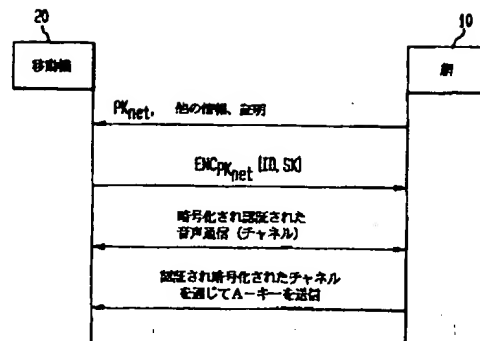 20
10
移動機
網
PKnet, 他の情報、証明
ENCPKnet [ID, SK]
暗号化され認証された
音声通信 (チャネル)
認証され暗号化されたチャネル
を通じてA-キーを送信